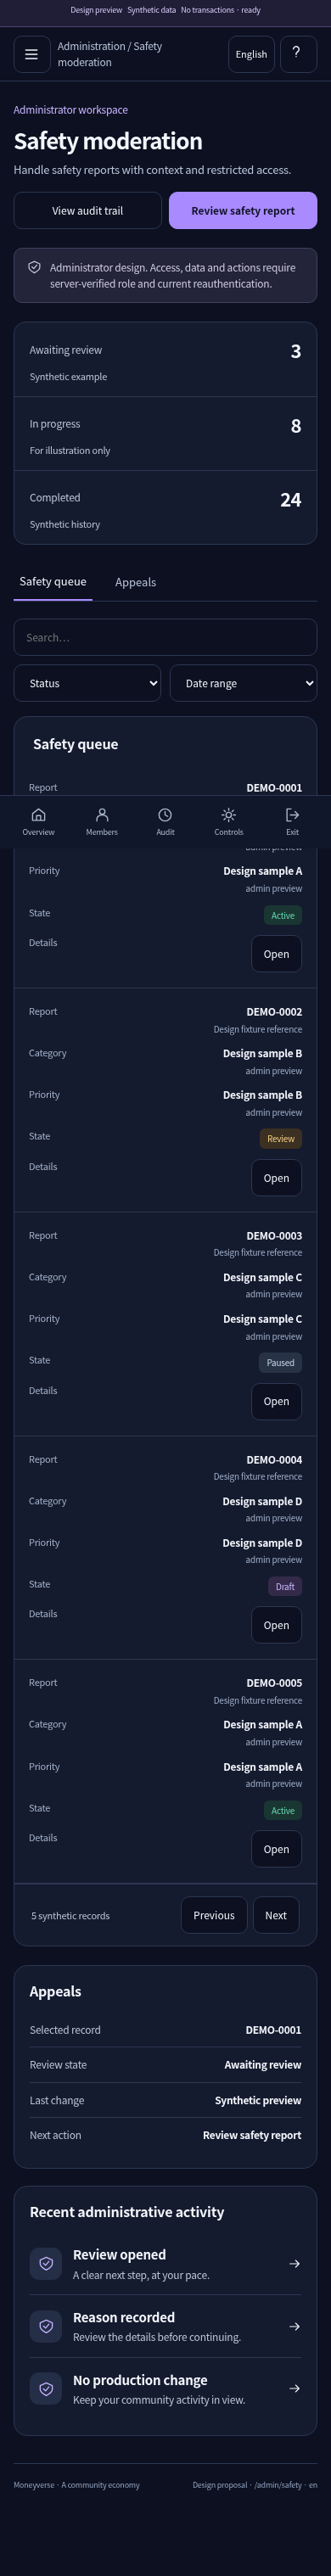 Design preview Synthetic data No transactions · ready
Administration / Safety
moderation
English
?
Administrator workspace
Safety moderation
Handle safety reports with context and restricted access.
View audit trail
Review safety report
Administrator design. Access, data and actions require
server-verified role and current reauthentication.
Awaiting review
3
Synthetic example
In progress
8
For illustration only
Completed
24
Synthetic history
Safety queue
Appeals
Search…
Status
Date range
Safety queue
Report
DEMO-0001
Overview
Members
Audit
Controls
Exit
admin preview
Priority
Design sample A
admin preview
State
Active
Details
Open
Report
DEMO-0002
Design fixture reference
Category
Design sample B
admin preview
Priority
Design sample B
admin preview
State
Review
Details
Open
Report
DEMO-0003
Design fixture reference
Category
Design sample C
admin preview
Priority
Design sample C
admin preview
State
Paused
Details
Open
Report
DEMO-0004
Design fixture reference
Category
Design sample D
admin preview
Priority
Design sample D
admin preview
State
Draft
Details
Open
Report
DEMO-0005
Design fixture reference
Category
Design sample A
admin preview
Priority
Design sample A
admin preview
State
Active
Details
Open
5 synthetic records
Previous
Next
Appeals
Selected record
DEMO-0001
Review state
Awaiting review
Last change
Synthetic preview
Next action
Review safety report
Recent administrative activity
Review opened
A clear next step, at your pace.
Reason recorded
Review the details before continuing.
No production change
Keep your community activity in view.
Moneyverse · A community economy
Design proposal · /admin/safety · en